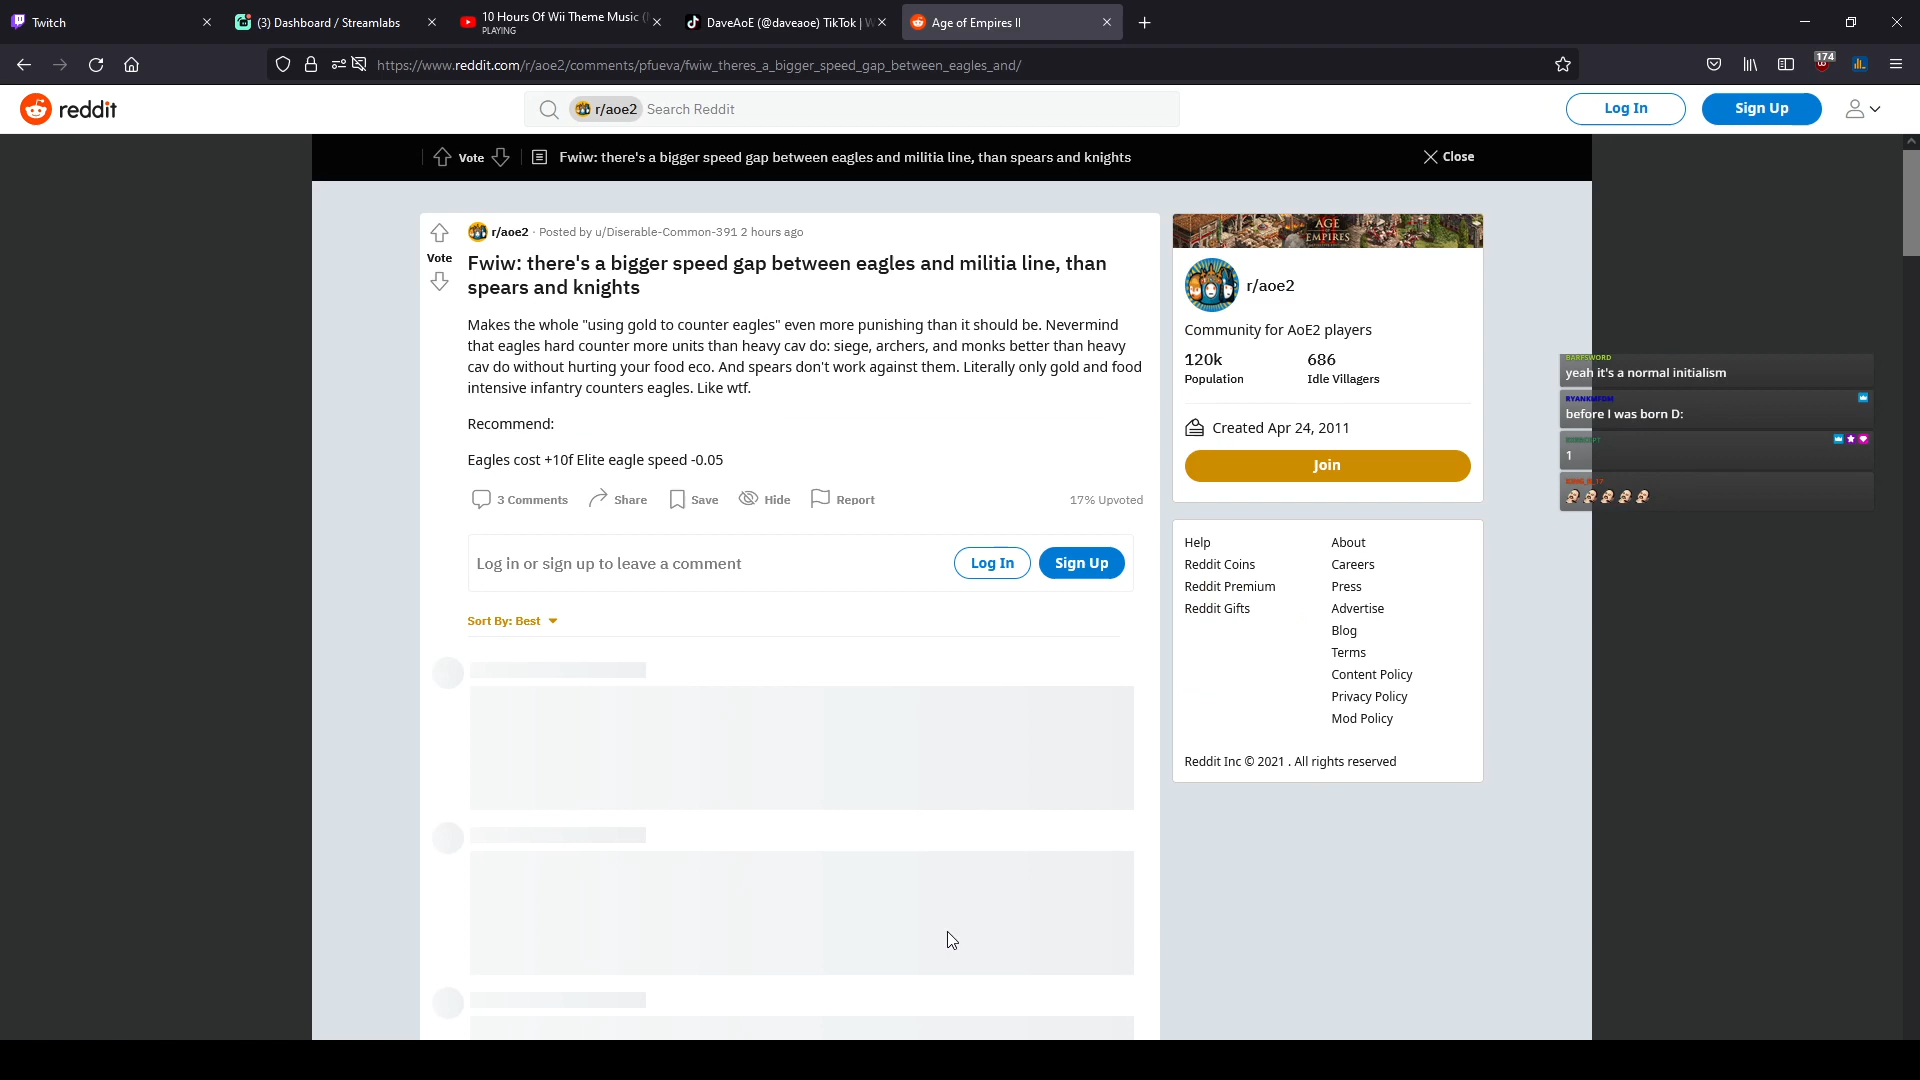 Twitch
(3) Dashboard / Streamlabs
10 Hours Of Wii Theme Music
PLAYING
DaveAoE (@daveaoe) TikTok |
Age of Empires II
https://www.reddit.com/r/aoe2/comments/pfueva/fwiw_theres_a_bigger_speed_gap_between_eagles_and/
174
reddit
r/aoe2 Search Reddit
Log In
Sign Up
Vote
Fwiw: there's a bigger speed gap between eagles and militia line, than spears and knights
Close
r/aoe2 · Posted by u/Diserable-Common-391 2 hours ago
Vote
Fwiw: there's a bigger speed gap between eagles and militia line, than
spears and knights
Makes the whole "using gold to counter eagles" even more punishing than it should be. Nevermind
that eagles hard counter more units than heavy cav do: siege, archers, and monks better than heavy
cav do without hurting your food eco. And spears don't work against them. Literally only gold and food
intensive infantry counters eagles. Like wtf.
Recommend:
Eagles cost +10f Elite eagle speed -0.05
3 Comments
Share
Save
Hide
Report
17% Upvoted
Log in or sign up to leave a comment
Log In
Sign Up
Sort By: Best
AGE
OF
EMPIRES
r/aoe2
Community for AoE2 players
120k
686
Population
Idle Villagers
Created Apr 24, 2011
Join
Help
About
Reddit Coins
Careers
Reddit Premium
Press
Reddit Gifts
Advertise
Blog
Terms
Content Policy
Privacy Policy
Mod Policy
Reddit Inc © 2021 . All rights reserved
BARFSWORD
yeah it's a normal initialism
RYANKMFDM
before I was born D:
1